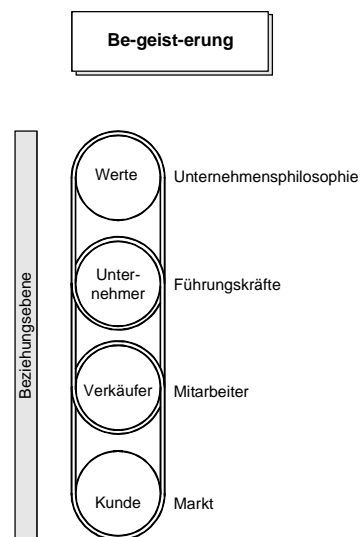 Be-geist-erung
Werte
Unternehmensphilosophie
Unter-
nehmer
Führungskräfte
Beziehungsebene
Verkäufer
Mitarbeiter
Kunde
Markt